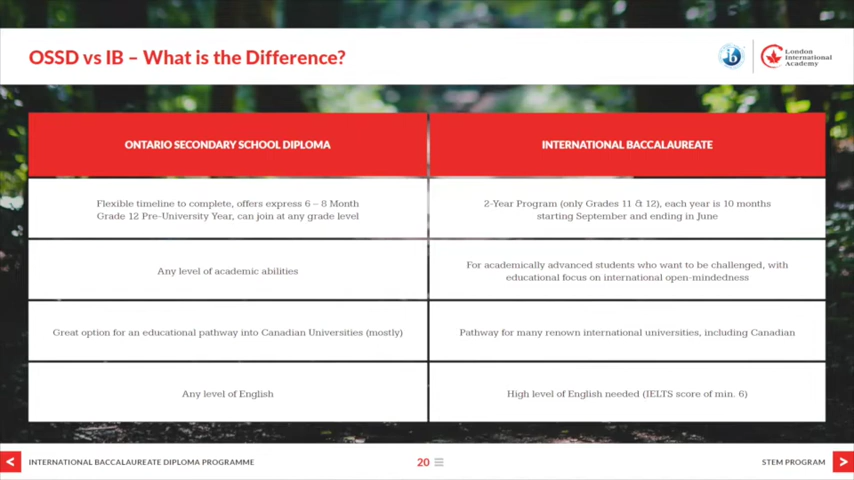 OSSD vs IB – What is the Difference?
ib
London
International
Academy
ONTARIO SECONDARY SCHOOL DIPLOMA
INTERNATIONAL BACCALAUREATE
Flexible timeline to complete, offers express 6 – 8 Month
Grade 12 Pre-University Year, can join at any grade level
2-Year Program (only Grades 11 & 12), each year is 10 months
starting September and ending in June
Any level of academic abilities
For academically advanced students who want to be challenged, with
educational focus on international open-mindedness
Great option for an educational pathway into Canadian Universities (mostly)
Pathway for many renown international universities, including Canadian
Any level of English
High level of English needed (IELTS score of min. 6)
< INTERNATIONAL BACCALAUREATE DIPLOMA PROGRAMME
20
STEM PROGRAM >